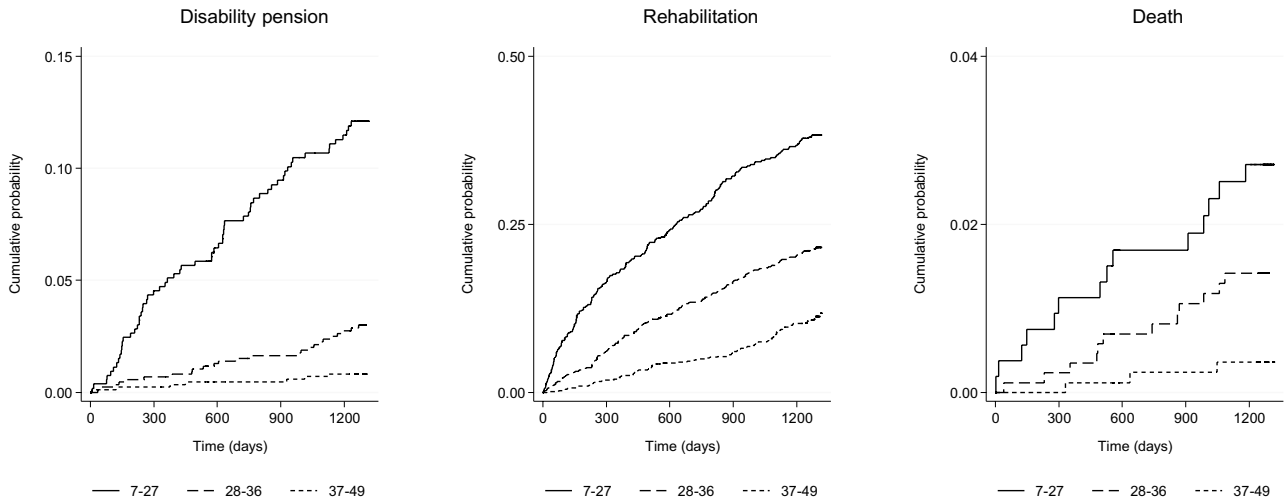 Disability pension
0.15
0.10
0.05
0.00
Cumulative probability
0 300 600 900 1200
Time (days)
7-27 28-36 37-49
Rehabilitation
0.50
0.25
0.00
Cumulative probability
0 300 600 900 1200
Time (days)
7-27 28-36 37-49
Death
0.04
0.02
0.00
Cumulative probability
0 300 600 900 1200
Time (days)
7-27 28-36 37-49